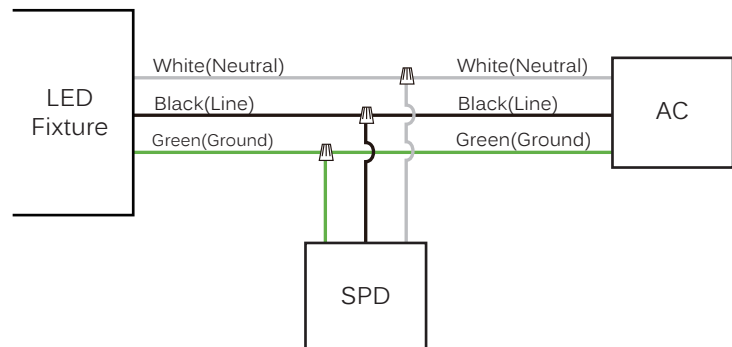 White(Neutral)
White(Neutral)
LED
Fixture
Black(Line)
Black(Line)
AC
Green(Ground)
Green(Ground)
SPD